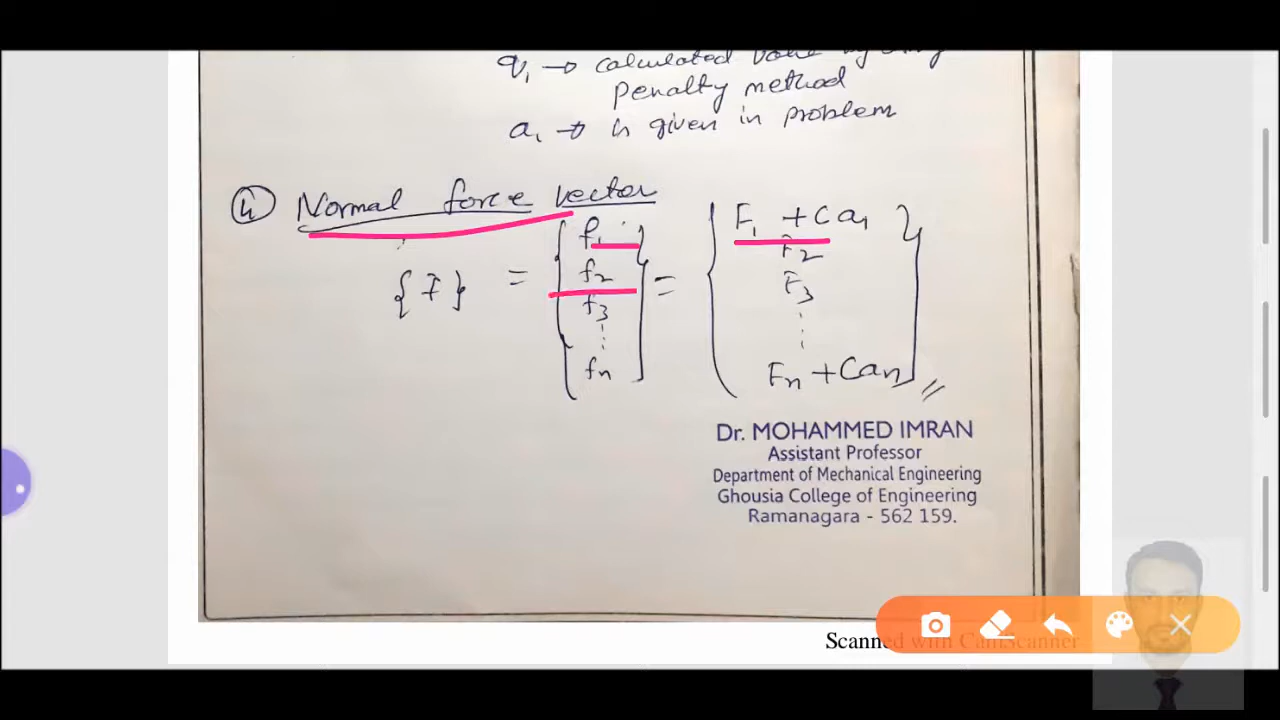 q₁ → calculated value by
Penalty method
a₁ → is given in problem
④ Normal force vector
{F} = {f₁ f₂ f₃ ⋮ fn} = {F₁ + Ca₁ F₂ F₃ ⋮ Fn + Can}
Dr. MOHAMMED IMRAN
Assistant Professor
Department of Mechanical Engineering
Ghousia College of Engineering
Ramanagara - 562 159.
Scanned with CamScanner